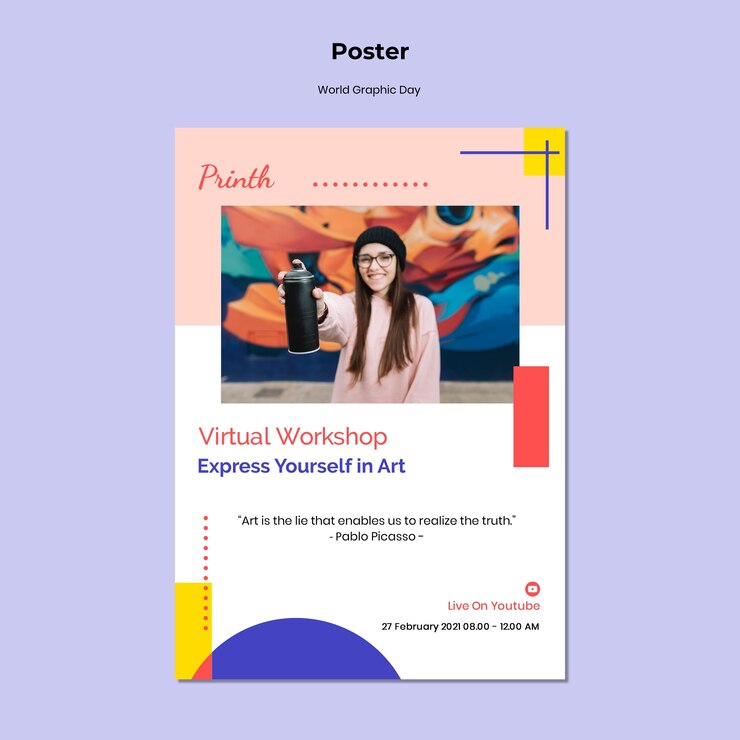 Poster
World Graphic Day
Printh
Virtual Workshop
Express Yourself in Art
“Art is the lie that enables us to realize the truth.”
- Pablo Picasso -
Live On Youtube
27 February 2021 08.00 - 12.00 AM